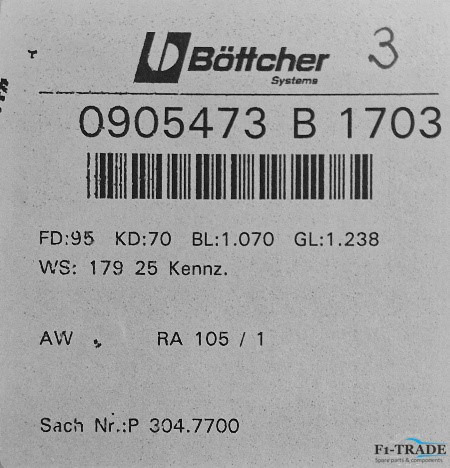 Böttcher
Systems
3
0905473 B 1703
FD:95 KD:70 BL:1.070 GL:1.238
WS: 179 25 Kennz.
AW RA 105 / 1
Sach Nr.:P 304.7700
F1-TRADE
Spare parts & components